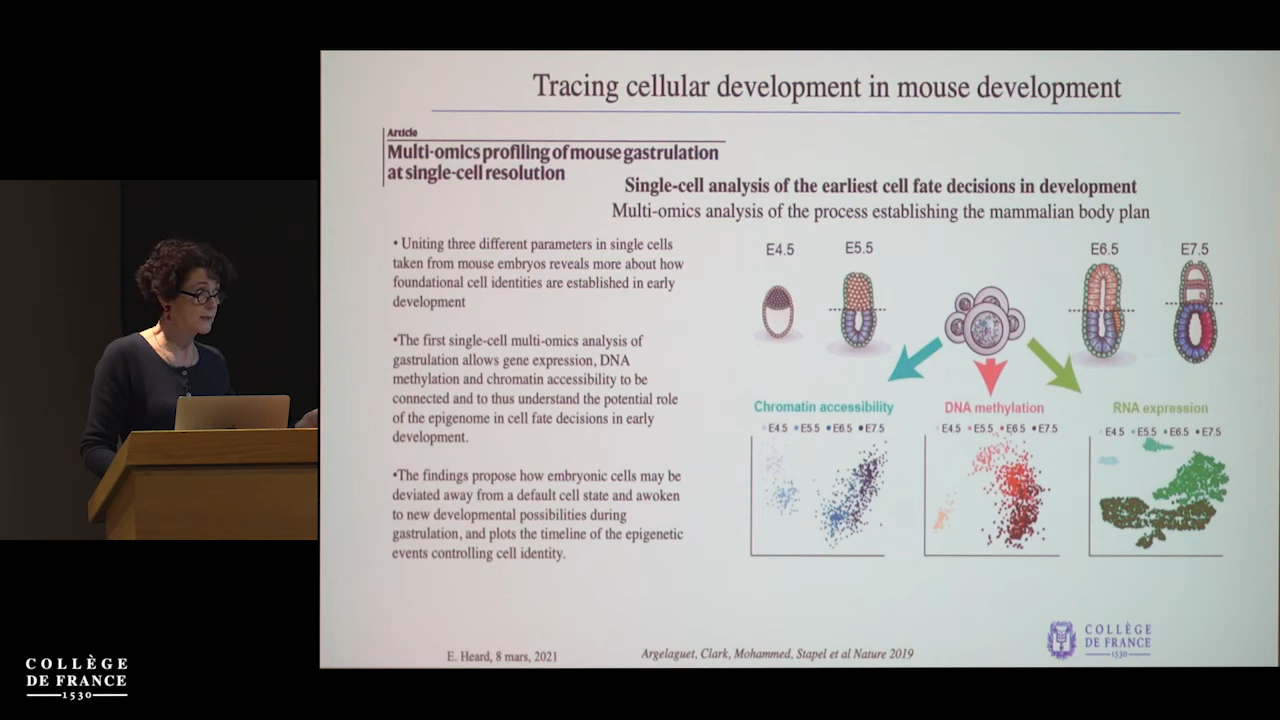 Tracing cellular development in mouse development
Article
Multi-omics profiling of mouse gastrulation
at single-cell resolution
Single-cell analysis of the earliest cell fate decisions in development
Multi-omics analysis of the process establishing the mammalian body plan
• Uniting three different parameters in single cells
taken from mouse embryos reveals more about how
foundational cell identities are established in early
development
•The first single-cell multi-omics analysis of
gastrulation allows gene expression, DNA
methylation and chromatin accessibility to be
connected and to thus understand the potential role
of the epigenome in cell fate decisions in early
development.
•The findings propose how embryonic cells may be
deviated away from a default cell state and awoken
to new developmental possibilities during
gastrulation, and plots the timeline of the epigenetic
events controlling cell identity.
E4.5 E5.5 E6.5 E7.5
Chromatin accessibility
E4.5 E5.5 E6.5 E7.5
DNA methylation
E4.5 E5.5 E6.5 E7.5
RNA expression
E4.5 E5.5 E6.5 E7.5
E. Heard, 8 mars, 2021
Argelaguet, Clark, Mohammed, Stapel et al Nature 2019
COLLÈGE
DE FRANCE
1530
COLLÈGE
DE FRANCE
1530